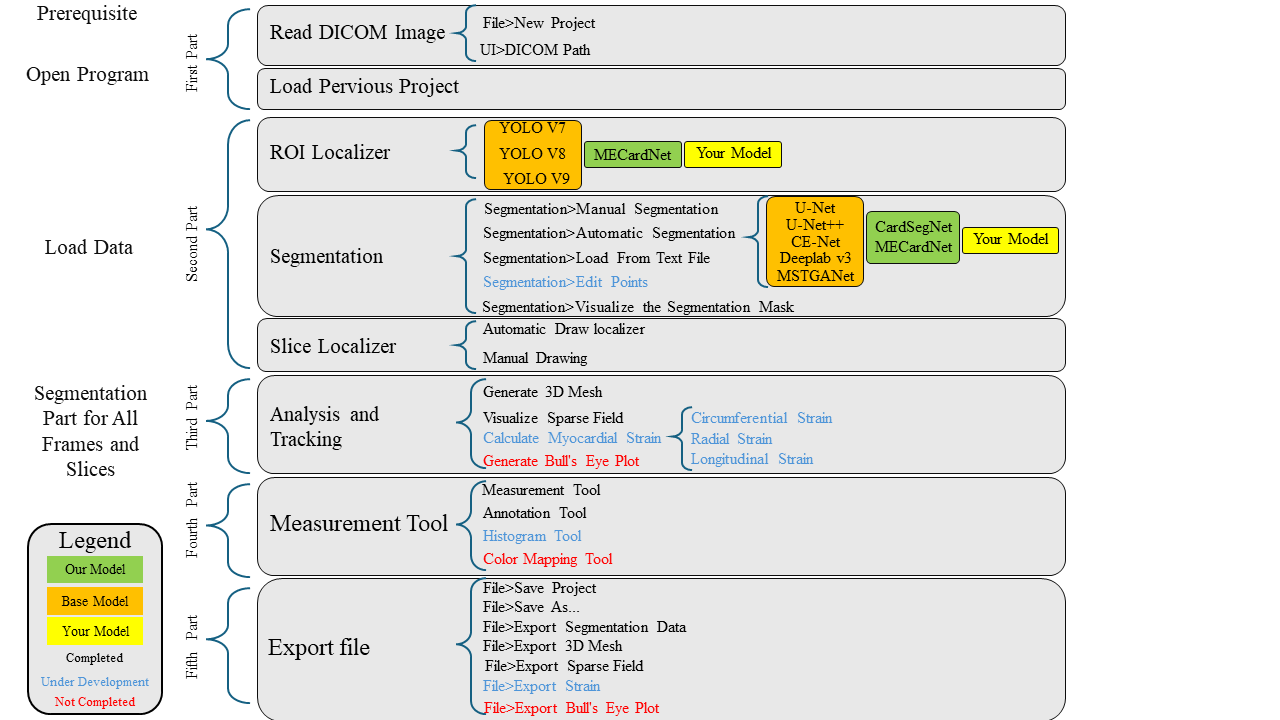 Prerequisite
Open Program
Load Data
Segmentation
Part for All
Frames and
Slices
Legend
Our Model
Base Model
Your Model
Completed
Under Development
Not Completed
First Part
Read DICOM Image
File>New Project
UI>DICOM Path
Load Pervious Project
Second Part
ROI Localizer
YOLO V7
YOLO V8
YOLO V9
MECardNet
Your Model
Segmentation
Segmentation>Manual Segmentation
Segmentation>Automatic Segmentation
Segmentation>Load From Text File
Segmentation>Edit Points
Segmentation>Visualize the Segmentation Mask
U-Net
U-Net++
CE-Net
Deeplab v3
MSTGANet
CardSegNet
MECardNet
Your Model
Slice Localizer
Automatic Draw localizer
Manual Drawing
Third Part
Analysis and
Tracking
Generate 3D Mesh
Visualize Sparse Field
Calculate Myocardial Strain
Generate Bull's Eye Plot
Circumferential Strain
Radial Strain
Longitudinal Strain
Fourth Part
Measurement Tool
Measurement Tool
Annotation Tool
Histogram Tool
Color Mapping Tool
Fifth Part
Export file
File>Save Project
File>Save As...
File>Export Segmentation Data
File>Export 3D Mesh
File>Export Sparse Field
File>Export Strain
File>Export Bull's Eye Plot